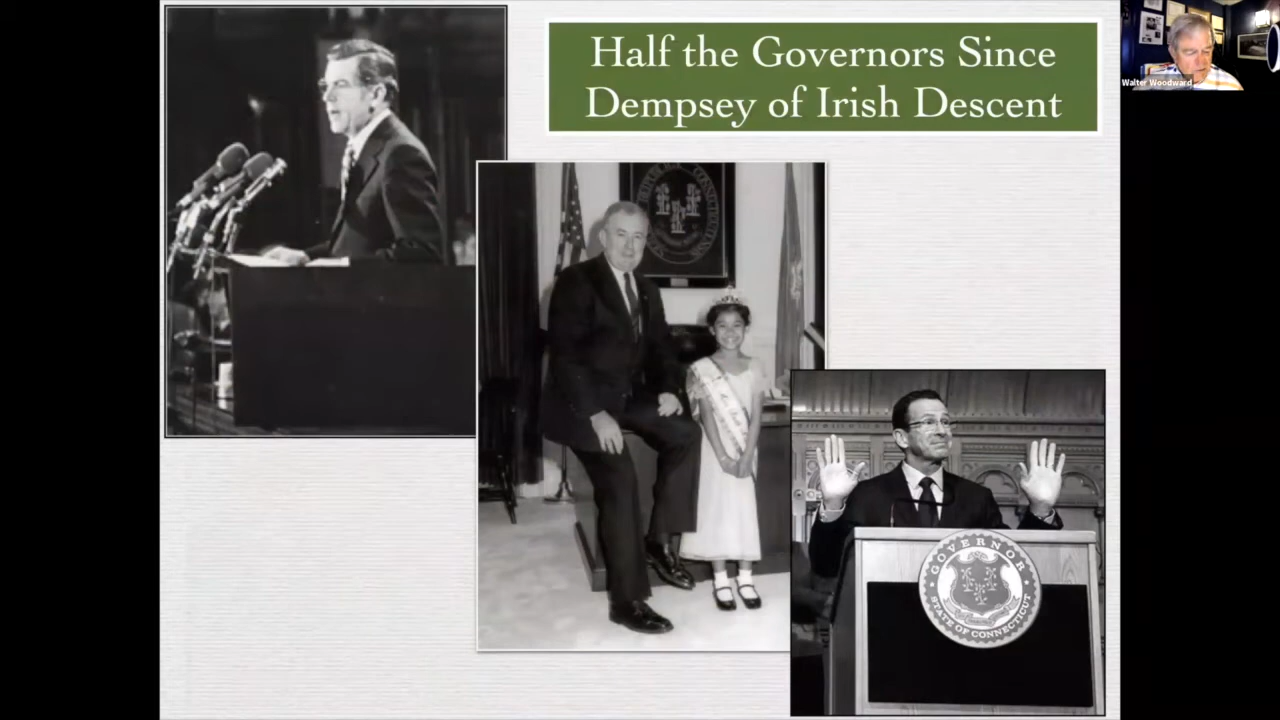 Half the Governors Since
Dempsey of Irish Descent
Walter Woodward
GOVERNOR
STATE OF CONNECTICUT